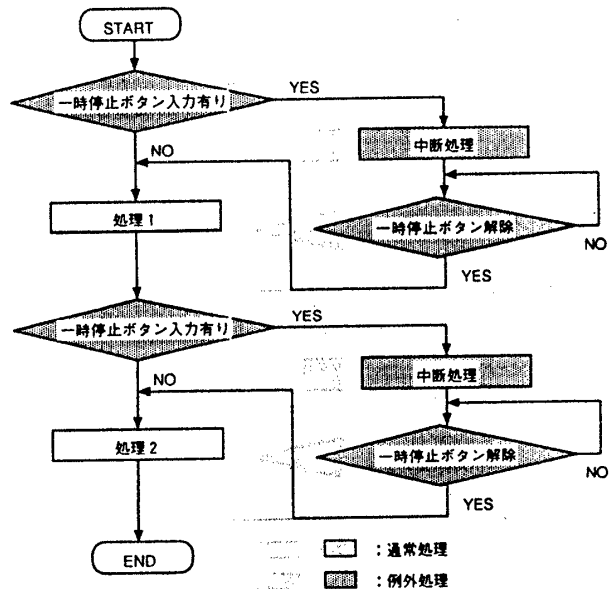 START
一時停止ボタン入力有り
YES
中断処理
NO
一時停止ボタン解除
NO
処理1
YES
一時停止ボタン入力有り
YES
中断処理
NO
一時停止ボタン解除
NO
処理2
YES
END
:通常処理
:例外処理